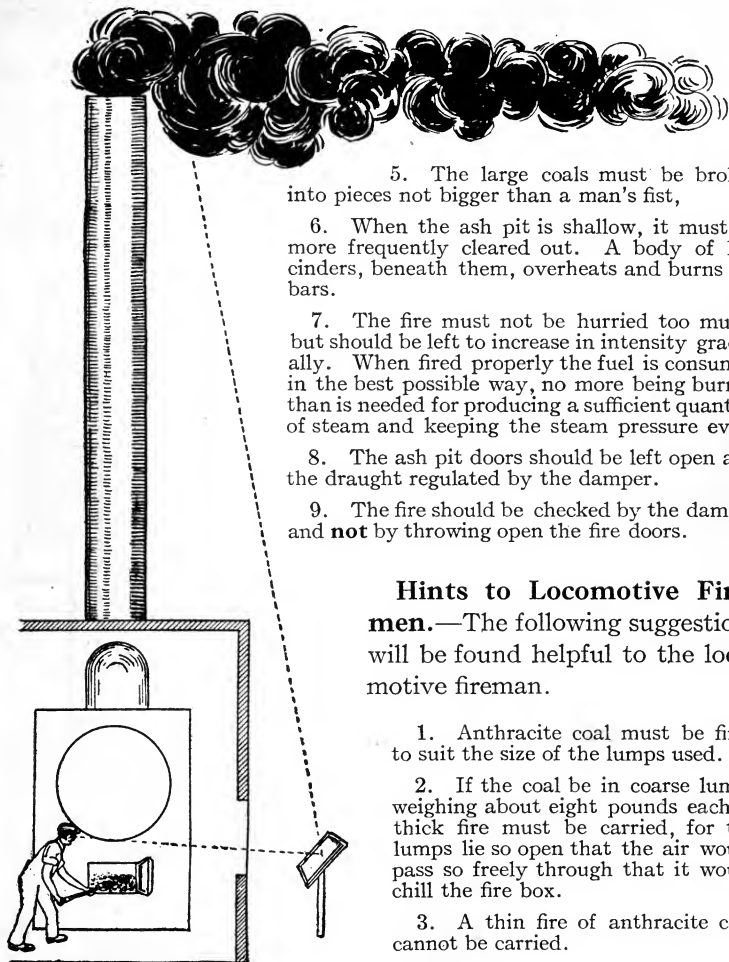 5. The large coals must be bro
into pieces not bigger than a man's fist,
6. When the ash pit is shallow, it must
more frequently cleared out. A body of
cinders, beneath them, overheats and burns
bars.
7. The fire must not be hurried too mu
but should be left to increase in intensity grad
ally. When fired properly the fuel is consum
in the best possible way, no more being burn
than is needed for producing a sufficient quant
of steam and keeping the steam pressure ev
8. The ash pit doors should be left open a
the draught regulated by the damper.
9. The fire should be checked by the dam
and not by throwing open the fire doors.
Hints to Locomotive Fir
men.—The following suggestio
will be found helpful to the loc
motive fireman.
1. Anthracite coal must be fi
to suit the size of the lumps used.
2. If the coal be in coarse lum
weighing about eight pounds each
thick fire must be carried, for t
lumps lie so open that the air wou
pass so freely through that it wou
chill the fire box.
3. A thin fire of anthracite c
cannot be carried.